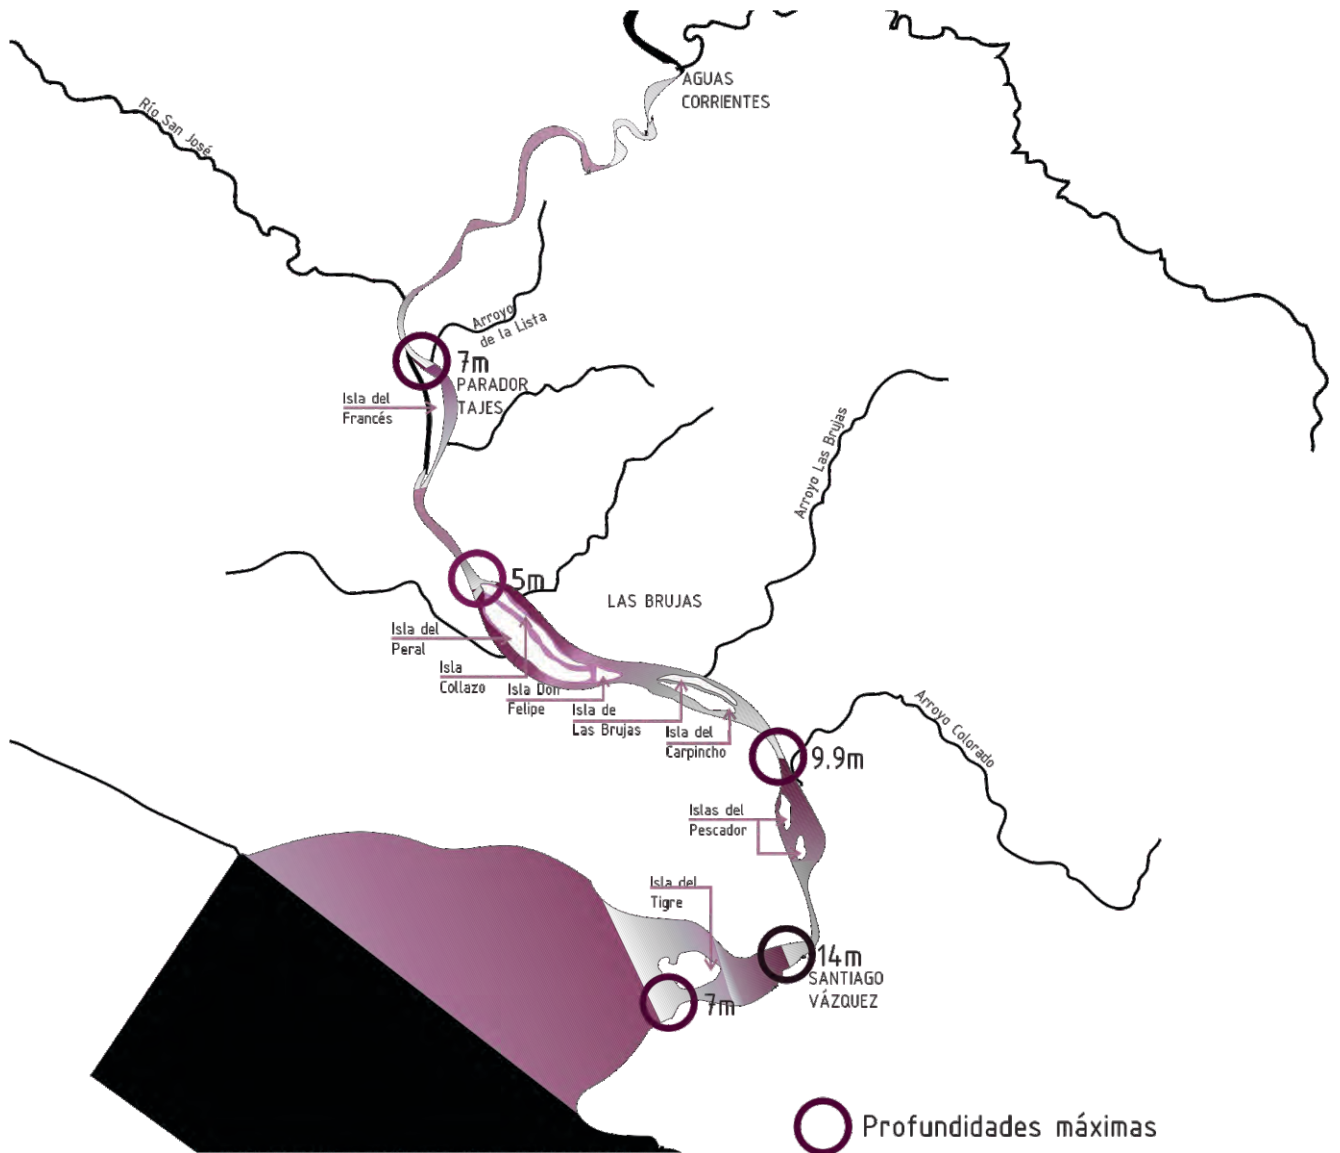 AGUAS
CORRIENTES
Río San José
Arroyo
de la Lista
7m
PARADOR
TAJES
Isla del
Francés
Arroyo Las Brujas
5m
LAS BRUJAS
Isla del
Peral
Isla
Collazo
Isla Don
Felipe
Isla de
Las Brujas
Isla del
Carpincho
Arroyo Colorado
9.9m
Islas del
Pescador
Isla del
Tigre
14m
SANTIAGO
VÁZQUEZ
7m
Profundidades máximas